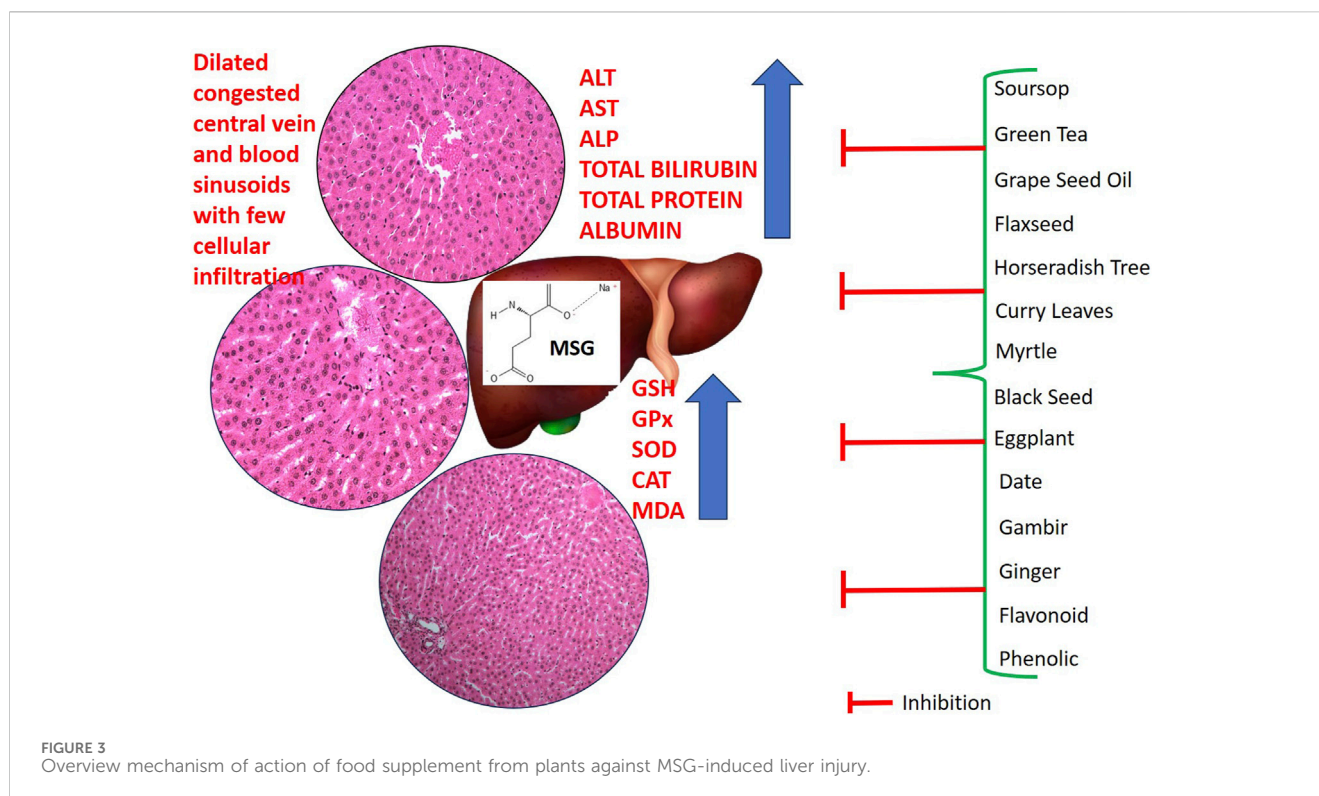 Dilated
congested
central vein
and blood
sinusoids
with few
cellular
infiltration
ALT
AST
ALP
TOTAL BILIRUBIN
TOTAL PROTEIN
ALBUMIN
Na +
H N O
MSG
- O O
GSH
GPx
SOD
CAT
MDA
Soursop
Green Tea
Grape Seed Oil
Flaxseed
Horseradish Tree
Curry Leaves
Myrtle
Black Seed
Eggplant
Date
Gambir
Ginger
Flavonoid
Phenolic
Inhibition
FIGURE 3
Overview mechanism of action of food supplement from plants against MSG-induced liver injury.